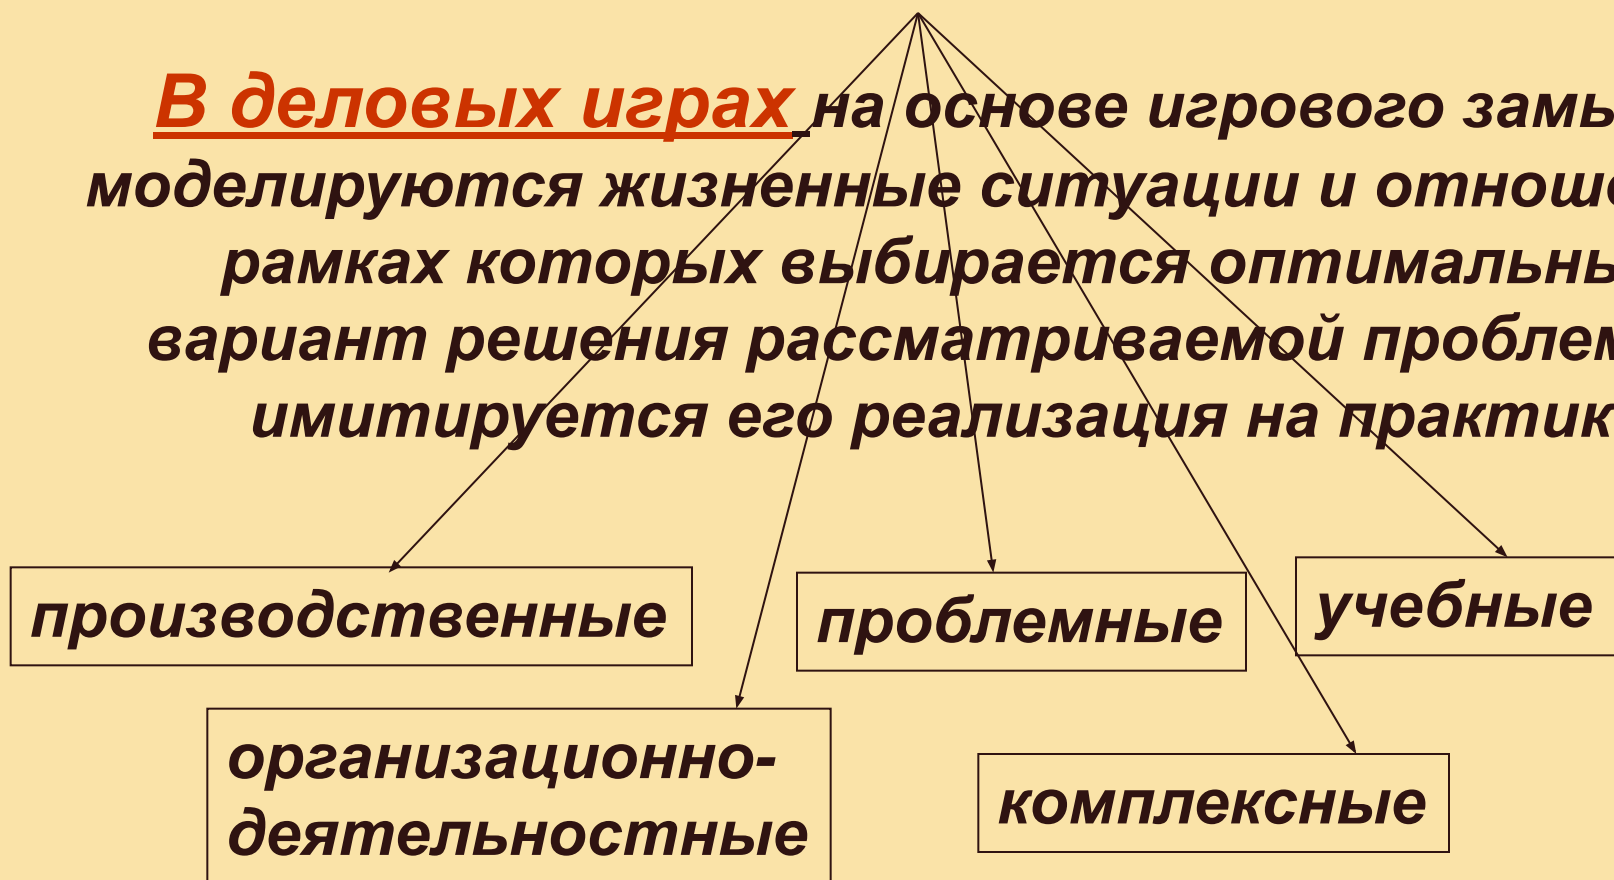 В деловых играх на основе игрового замы
моделируются жизненные ситуации и отноше
рамках которых выбирается оптимальны
вариант решения рассматриваемой проблем
имитируется его реализация на практик
производственные
проблемные
учебные
организационно-
деятельностные
комплексные